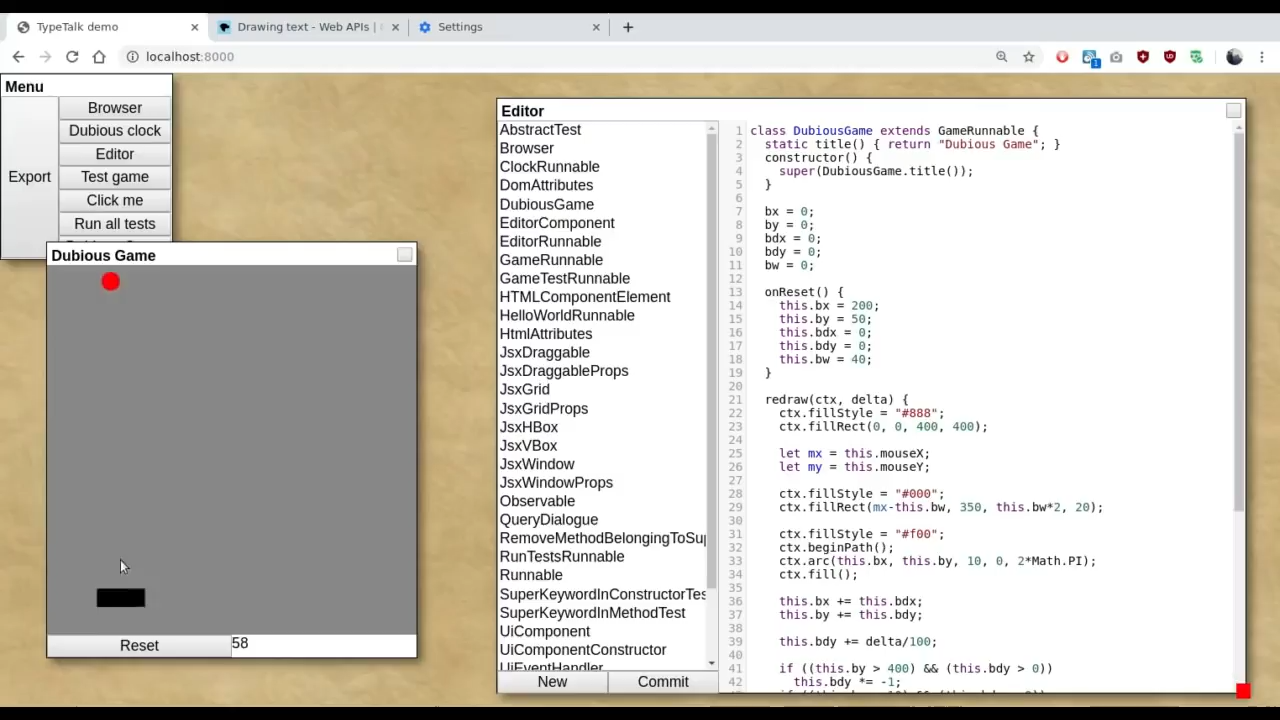 TypeTalk demo
Drawing text - Web APIs |
Settings
localhost:8000
Menu
Export
Browser
Dubious clock
Editor
Test game
Click me
Run all tests
Dubious Game
Reset
58
Editor
AbstractTest
Browser
ClockRunnable
DomAttributes
DubiousGame
EditorComponent
EditorRunnable
GameRunnable
GameTestRunnable
HTMLComponentElement
HelloWorldRunnable
HtmlAttributes
JsxDraggable
JsxDraggableProps
JsxGrid
JsxGridProps
JsxHBox
JsxVBox
JsxWindow
JsxWindowProps
Observable
QueryDialogue
RemoveMethodBelongingToSup
RunTestsRunnable
Runnable
SuperKeywordInConstructorTes
SuperKeywordInMethodTest
UiComponent
UiComponentConstructor
UiEventHandler
New
Commit
1 class DubiousGame extends GameRunnable {
2 static title() { return "Dubious Game"; }
3 constructor() {
4 super(DubiousGame.title());
5 }
6
7 bx = 0;
8 by = 0;
9 bdx = 0;
10 bdy = 0;
11 bw = 0;
12
13 onReset() {
14 this.bx = 200;
15 this.by = 50;
16 this.bdx = 0;
17 this.bdy = 0;
18 this.bw = 40;
19 }
20
21 redraw(ctx, delta) {
22 ctx.fillStyle = "#888";
23 ctx.fillRect(0, 0, 400, 400);
24
25 let mx = this.mouseX;
26 let my = this.mouseY;
27
28 ctx.fillStyle = "#000";
29 ctx.fillRect(mx-this.bw, 350, this.bw*2, 20);
30
31 ctx.fillStyle = "#f00";
32 ctx.beginPath();
33 ctx.arc(this.bx, this.by, 10, 0, 2*Math.PI);
34 ctx.fill();
35
36 this.bx += this.bdx;
37 this.by += this.bdy;
38
39 this.bdy += delta/100;
40
41 if ((this.by > 400) && (this.bdy > 0))
42 this.bdy *= -1;